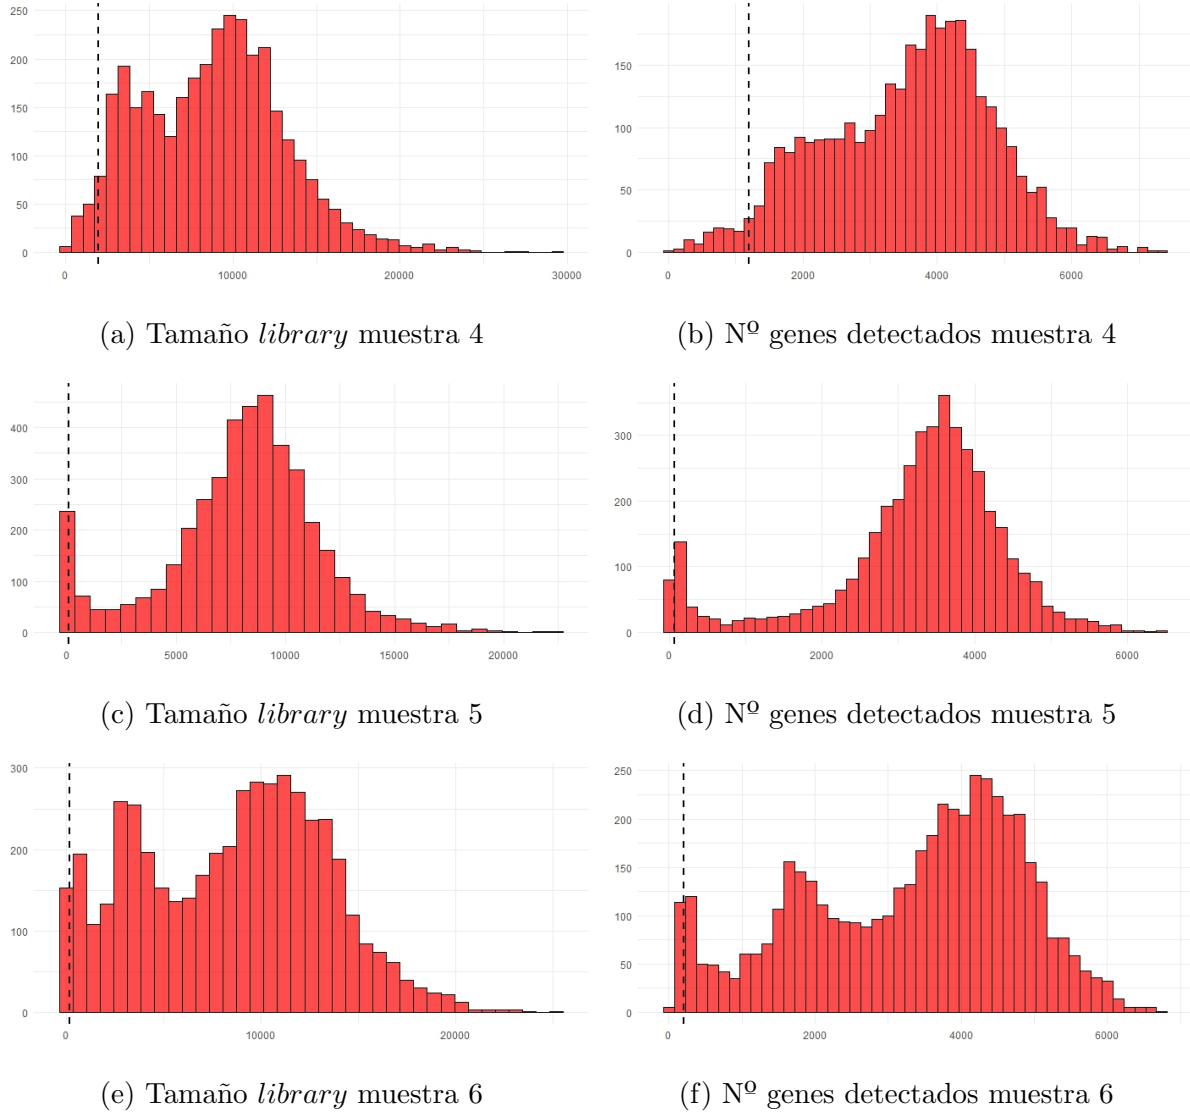 250
200
150
100
50
0
0 10000 20000 30000
150
100
50
0
0 2000 4000 6000
(a) Tamaño library muestra 4
(b) Nº genes detectados muestra 4
400
300
200
100
0
0 5000 10000 15000 20000
300
200
100
0
0 2000 4000 6000
(c) Tamaño library muestra 5
(d) Nº genes detectados muestra 5
300
200
100
0
0 10000 20000
250
200
150
100
50
0
0 2000 4000 6000
(e) Tamaño library muestra 6
(f) Nº genes detectados muestra 6